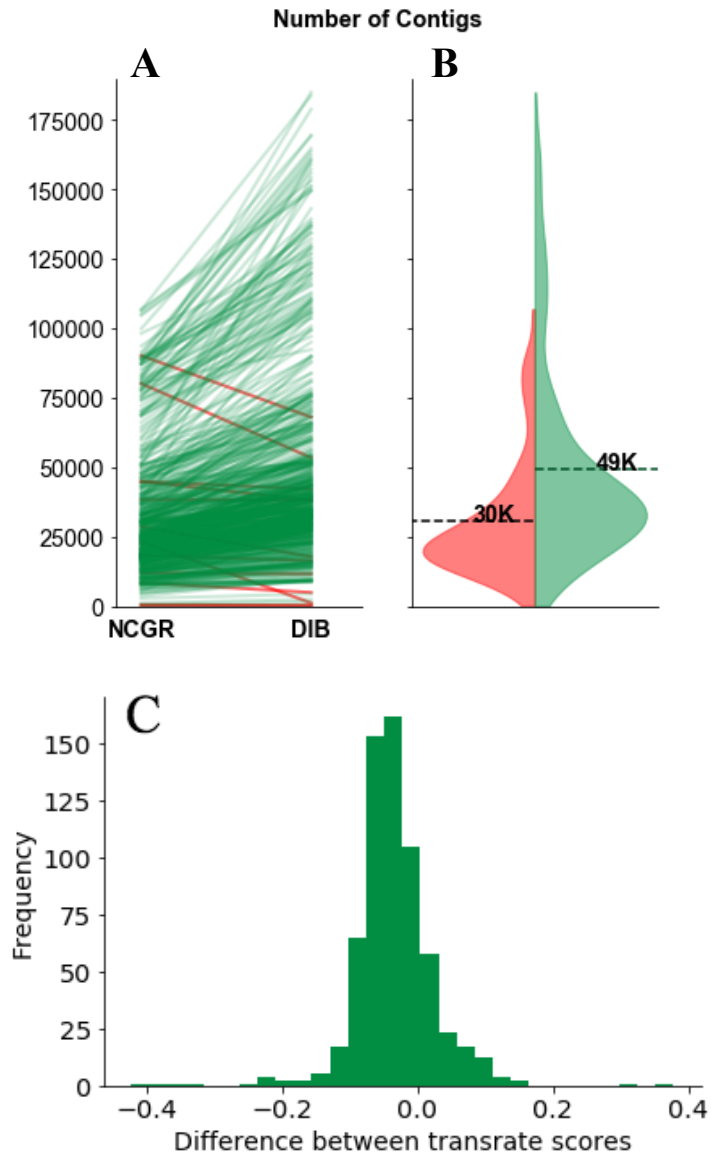 Number of Contigs
A
B
175000
150000
125000
100000
75000
50000
25000
0
49K
30K
NCGR
DIB
C
150
125
100
75
50
25
0
Frequency
−0.4
−0.2
0.0
0.2
0.4
Difference between transrate scores